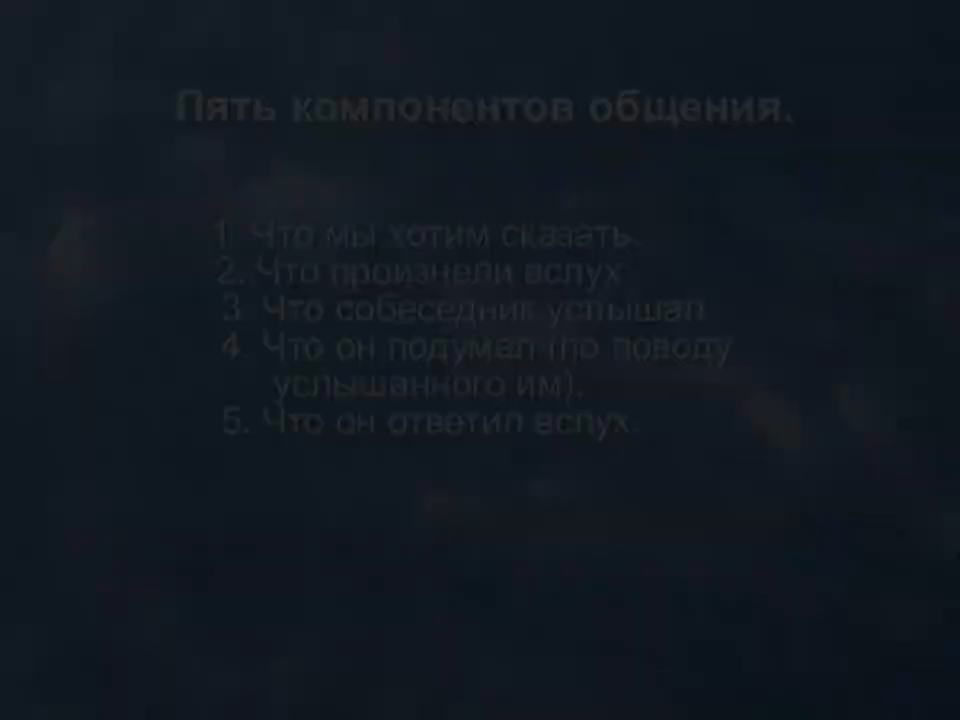 Пять компонентов общения.
1. Что мы хотим сказать.
2. Что произнели вслух
3. Что собеседник услышал
4. Что он подумал (по поводу
услышанного им).
5. Что он ответил вслух.